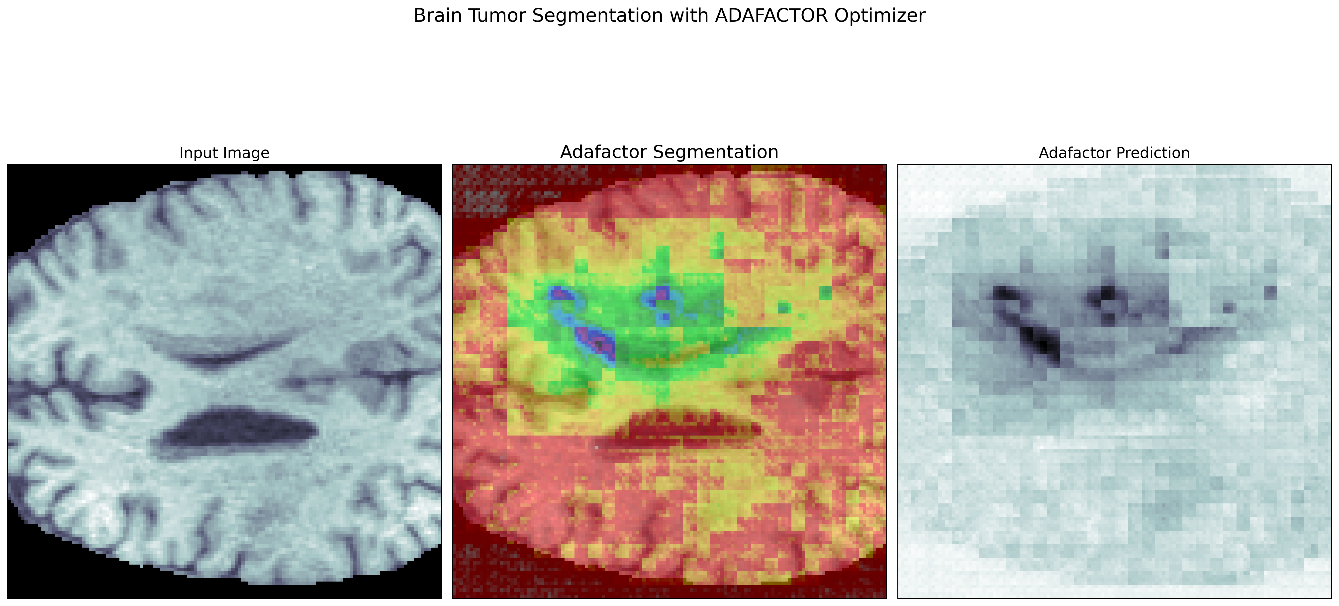 Brain Tumor Segmentation with ADAFACTOR Optimizer
Input Image
Adafactor Segmentation
Adafactor Prediction